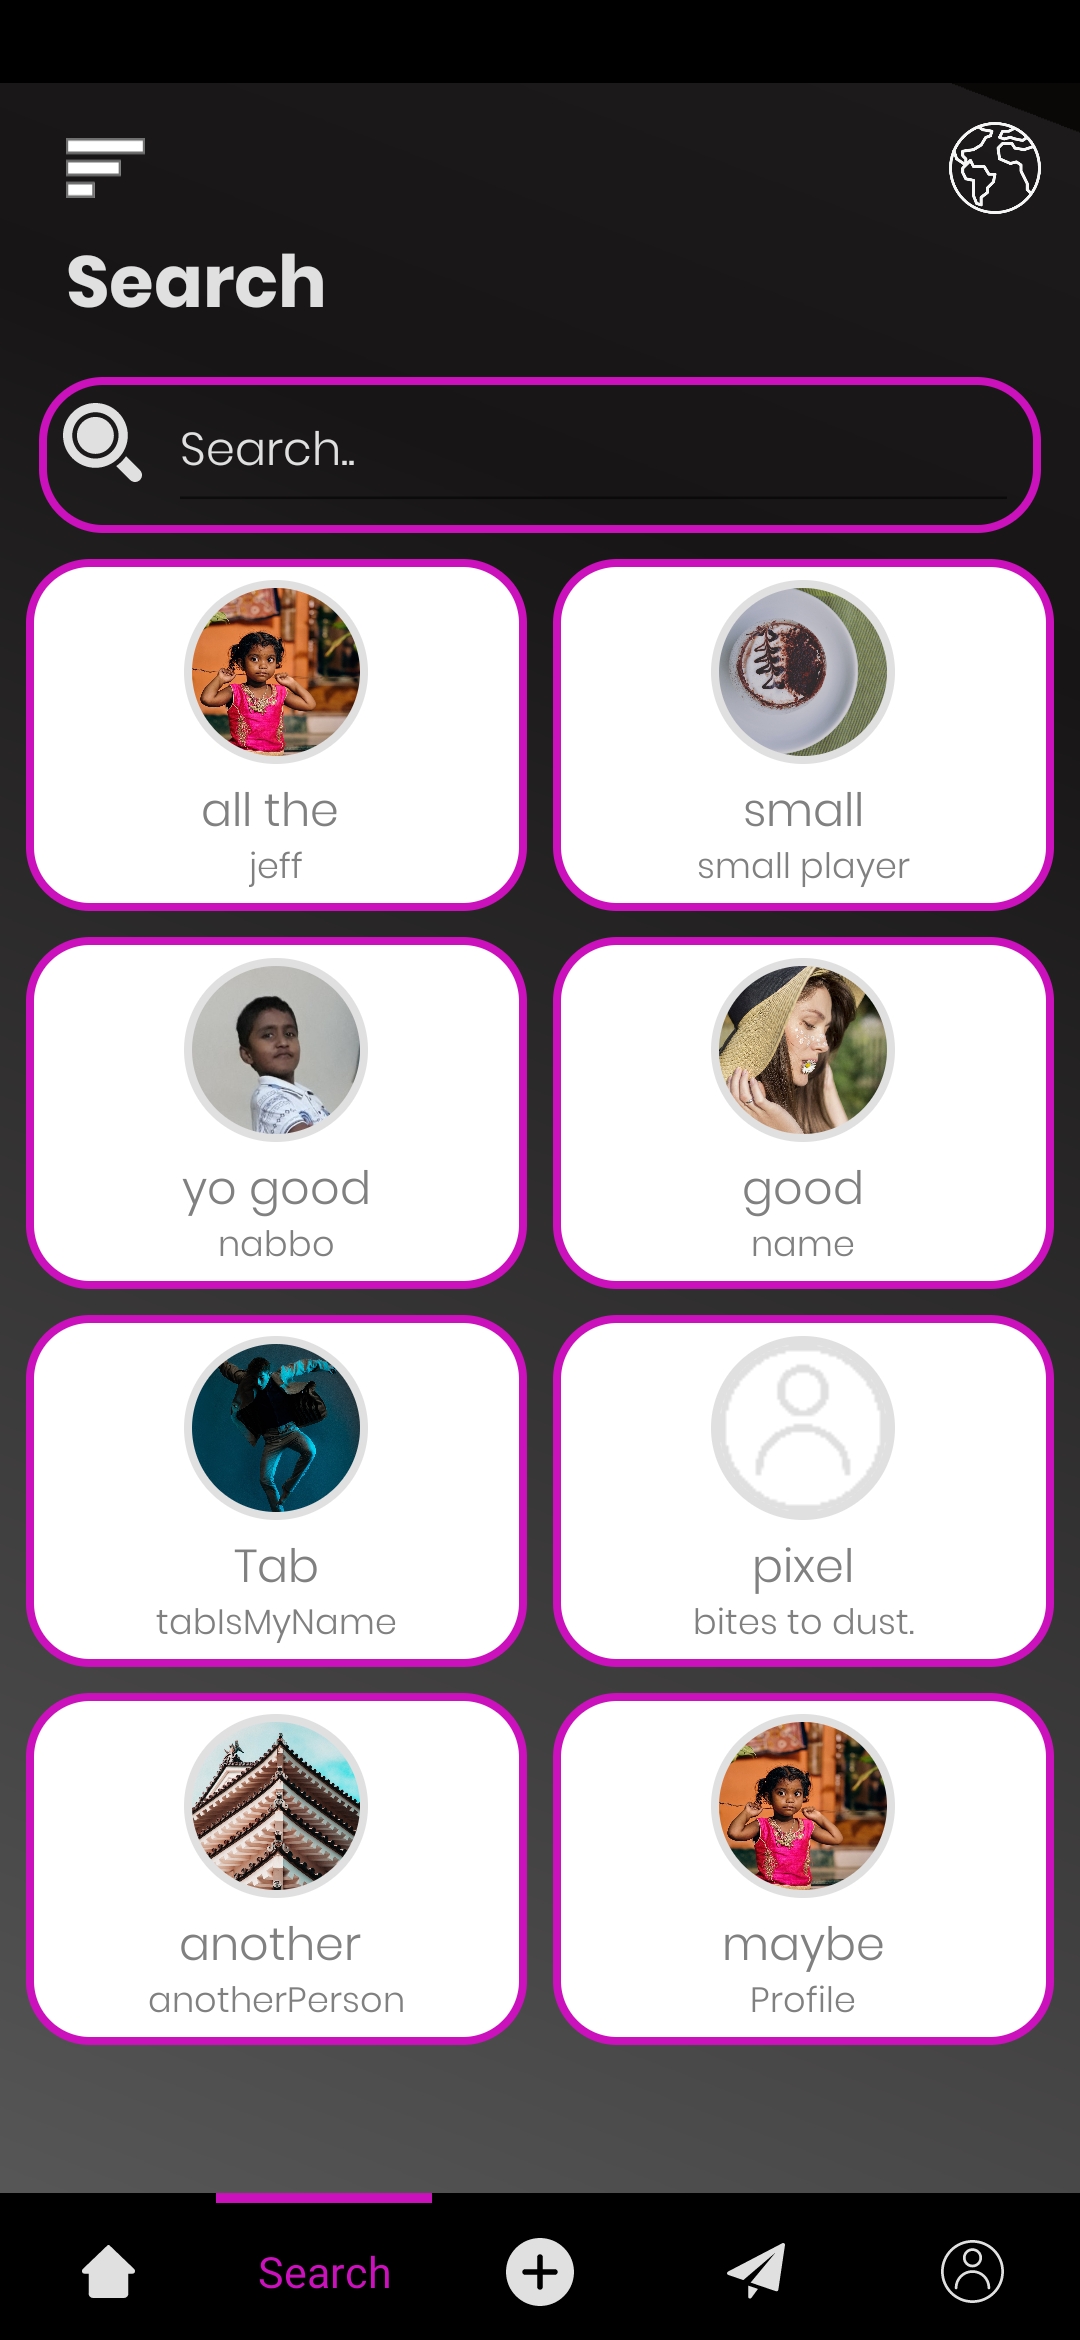 Search
Search..
all the
jeff
small
small player
yo good
nabbo
good
name
Tab
tabIsMyName
pixel
bites to dust.
another
anotherPerson
maybe
Profile
Search